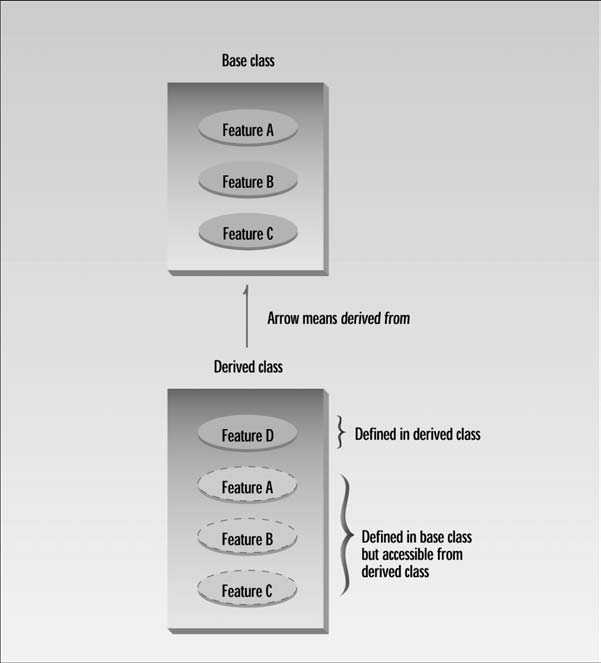 Base class
Feature A
Feature B
Feature C
Arrow means derived from
Derived class
Feature D
Defined in derived class
Feature A
Feature B
Feature C
Defined in base class
but accessible from
derived class